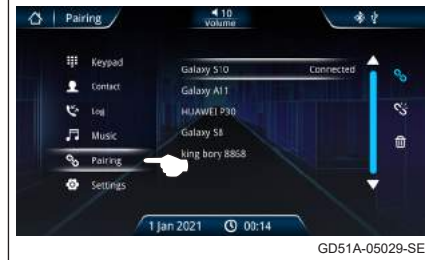 Pairing
10
Volume
Keypad
Contact
Log
Music
Pairing
Settings
Galaxy S10 Connected
Galaxy A11
HUAWEI P30
Galaxy S8
king bory 8868
1 Jan 2021 00:14
GD51A-05029-SE